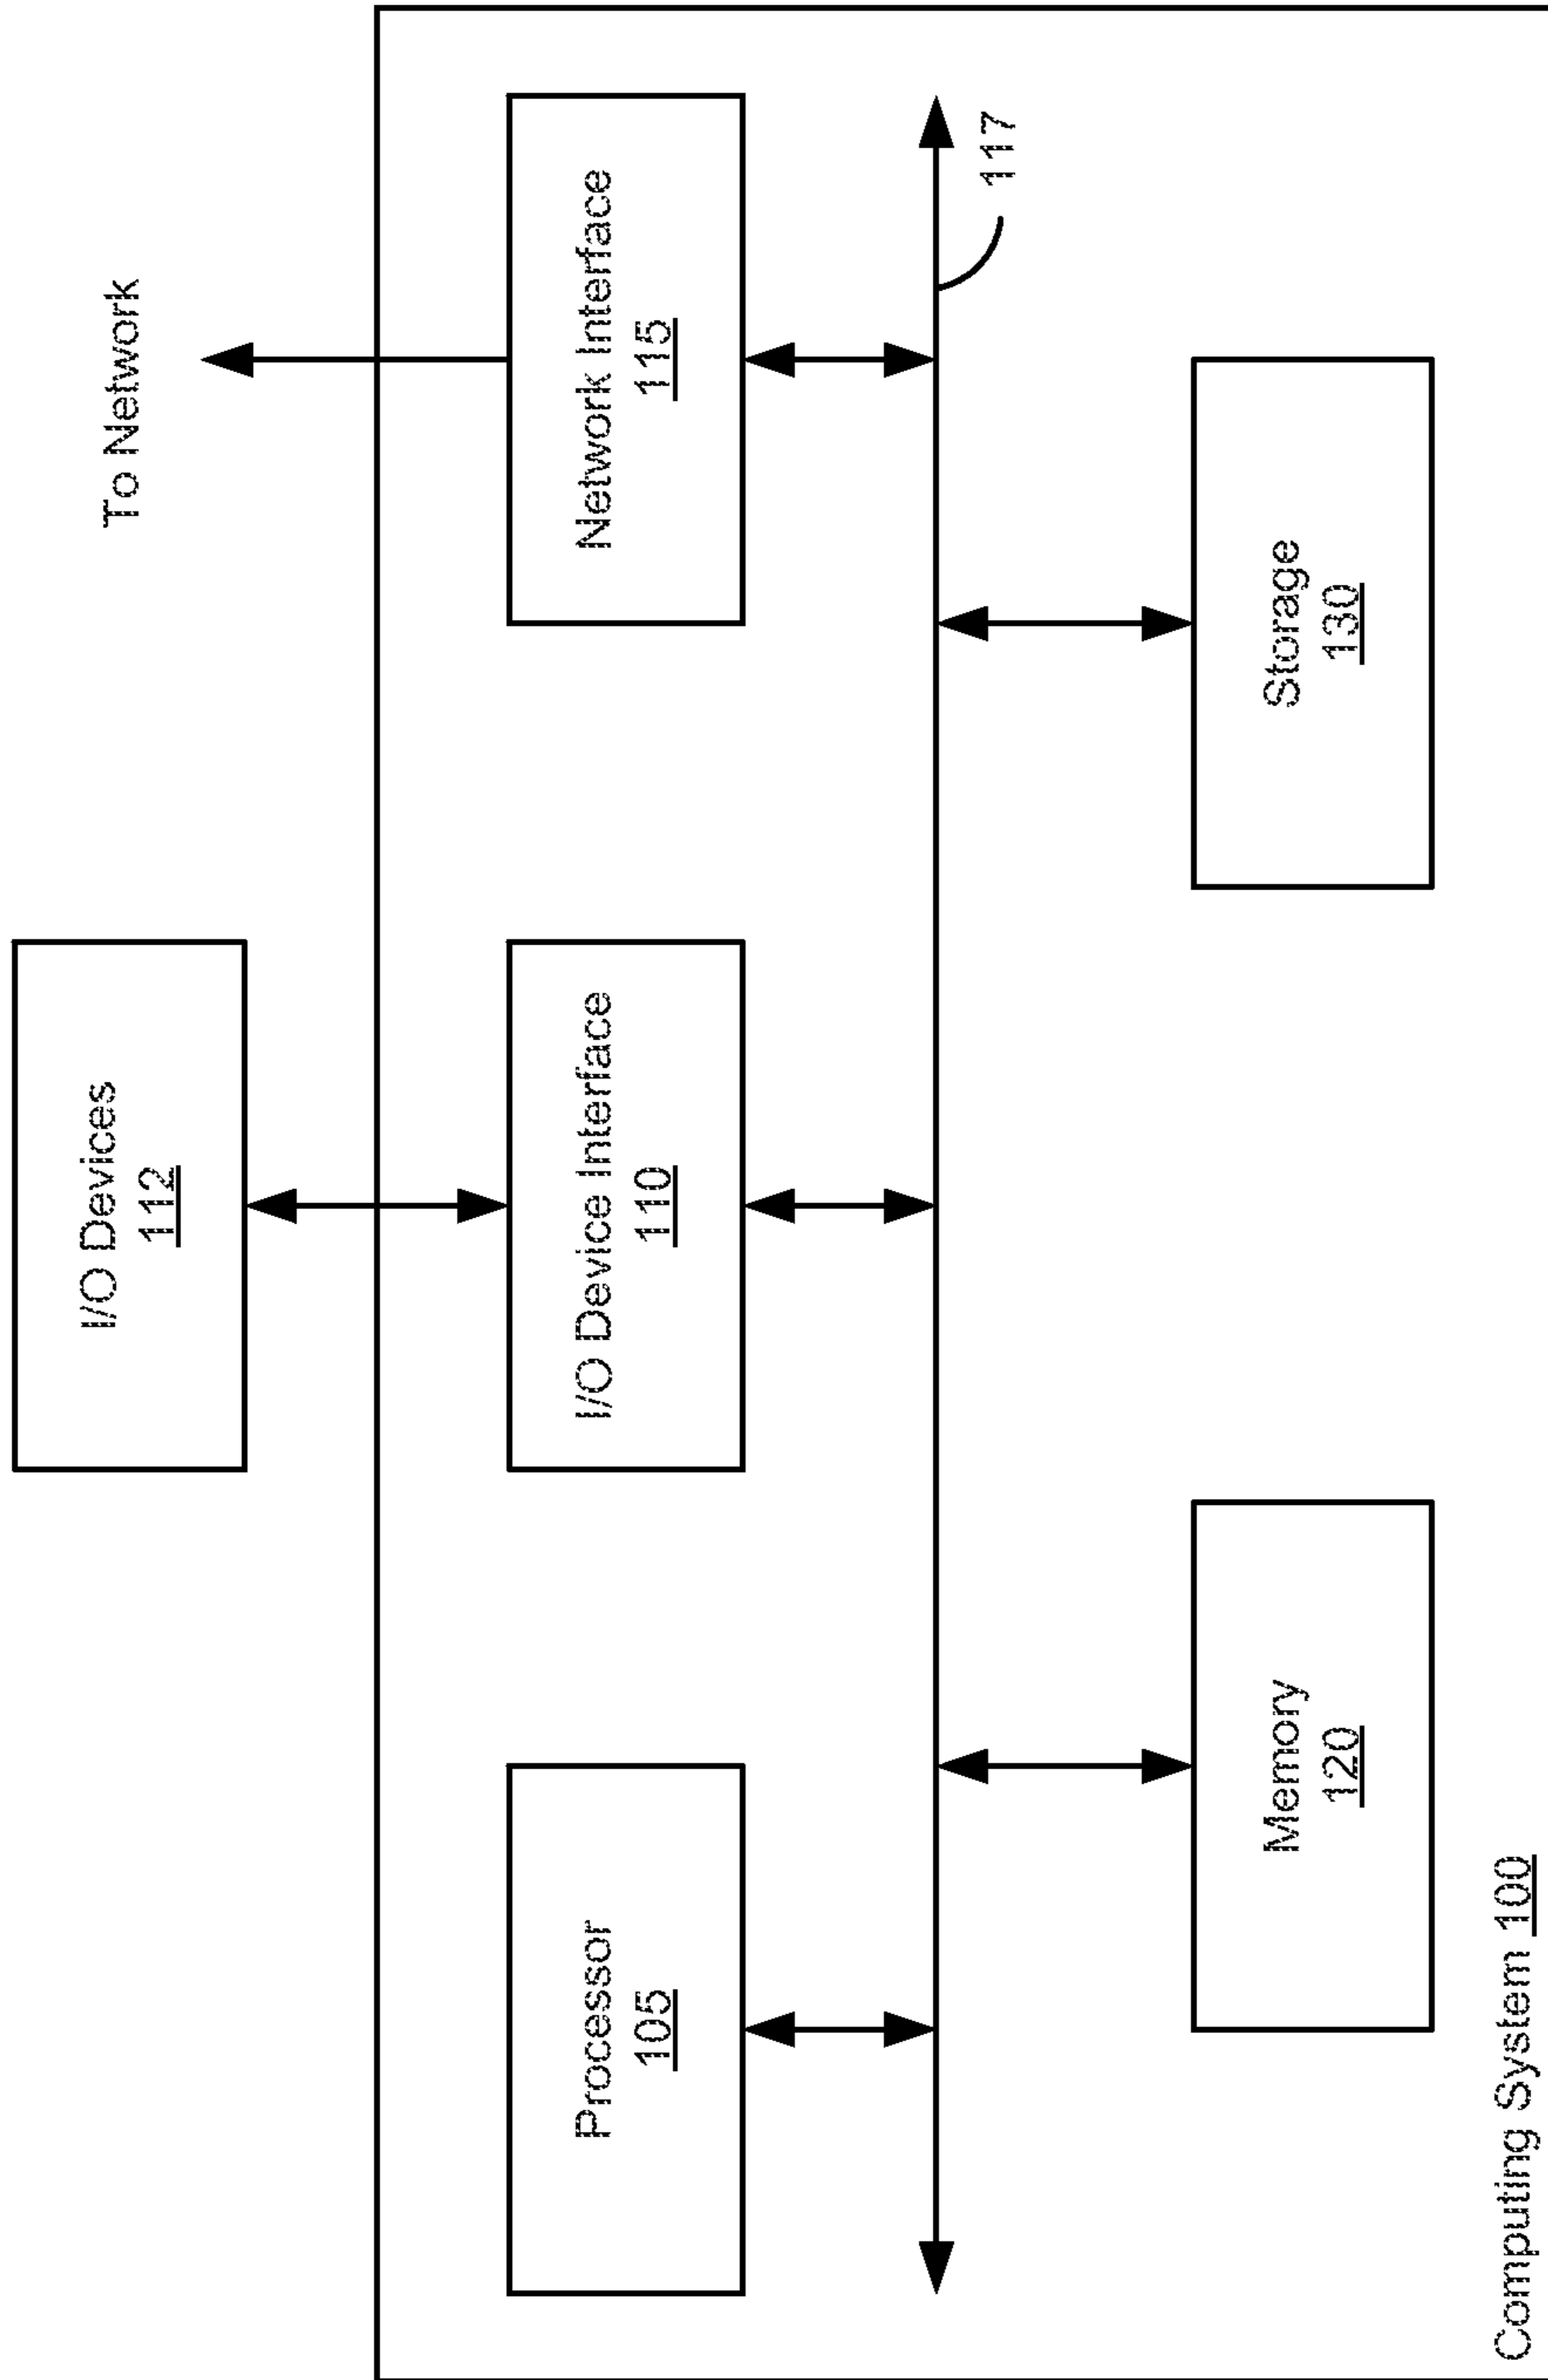 I/O Devices
112
To Network
Processor
105
I/O Device Interface
110
Network Interface
115
117
Memory
120
Storage
130
Computing System 100